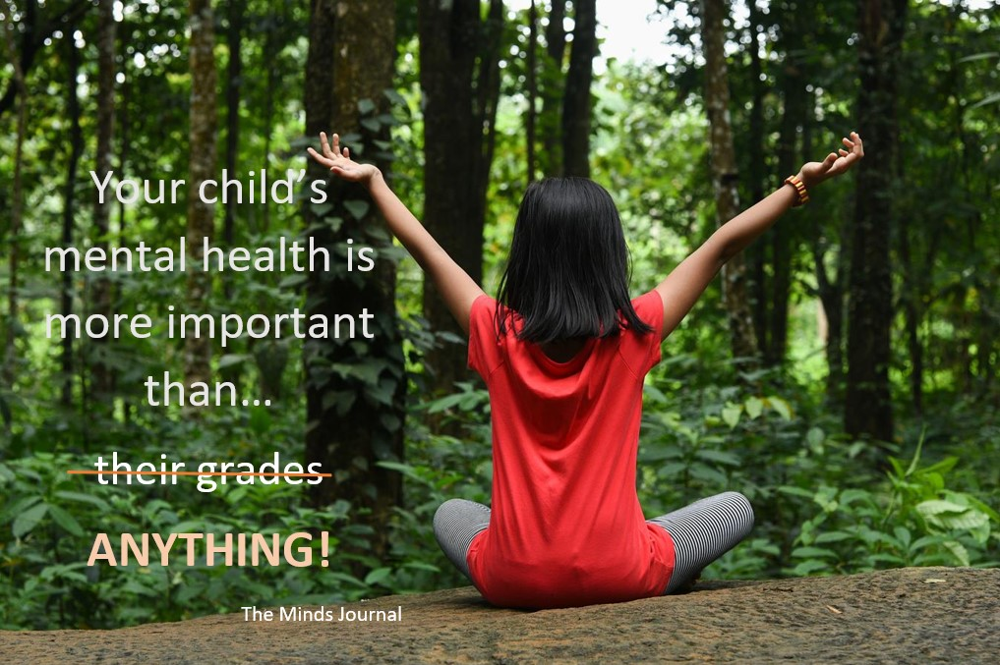 Your child’s
mental health is
more important
than...
their grades
ANYTHING!
The Minds Journal